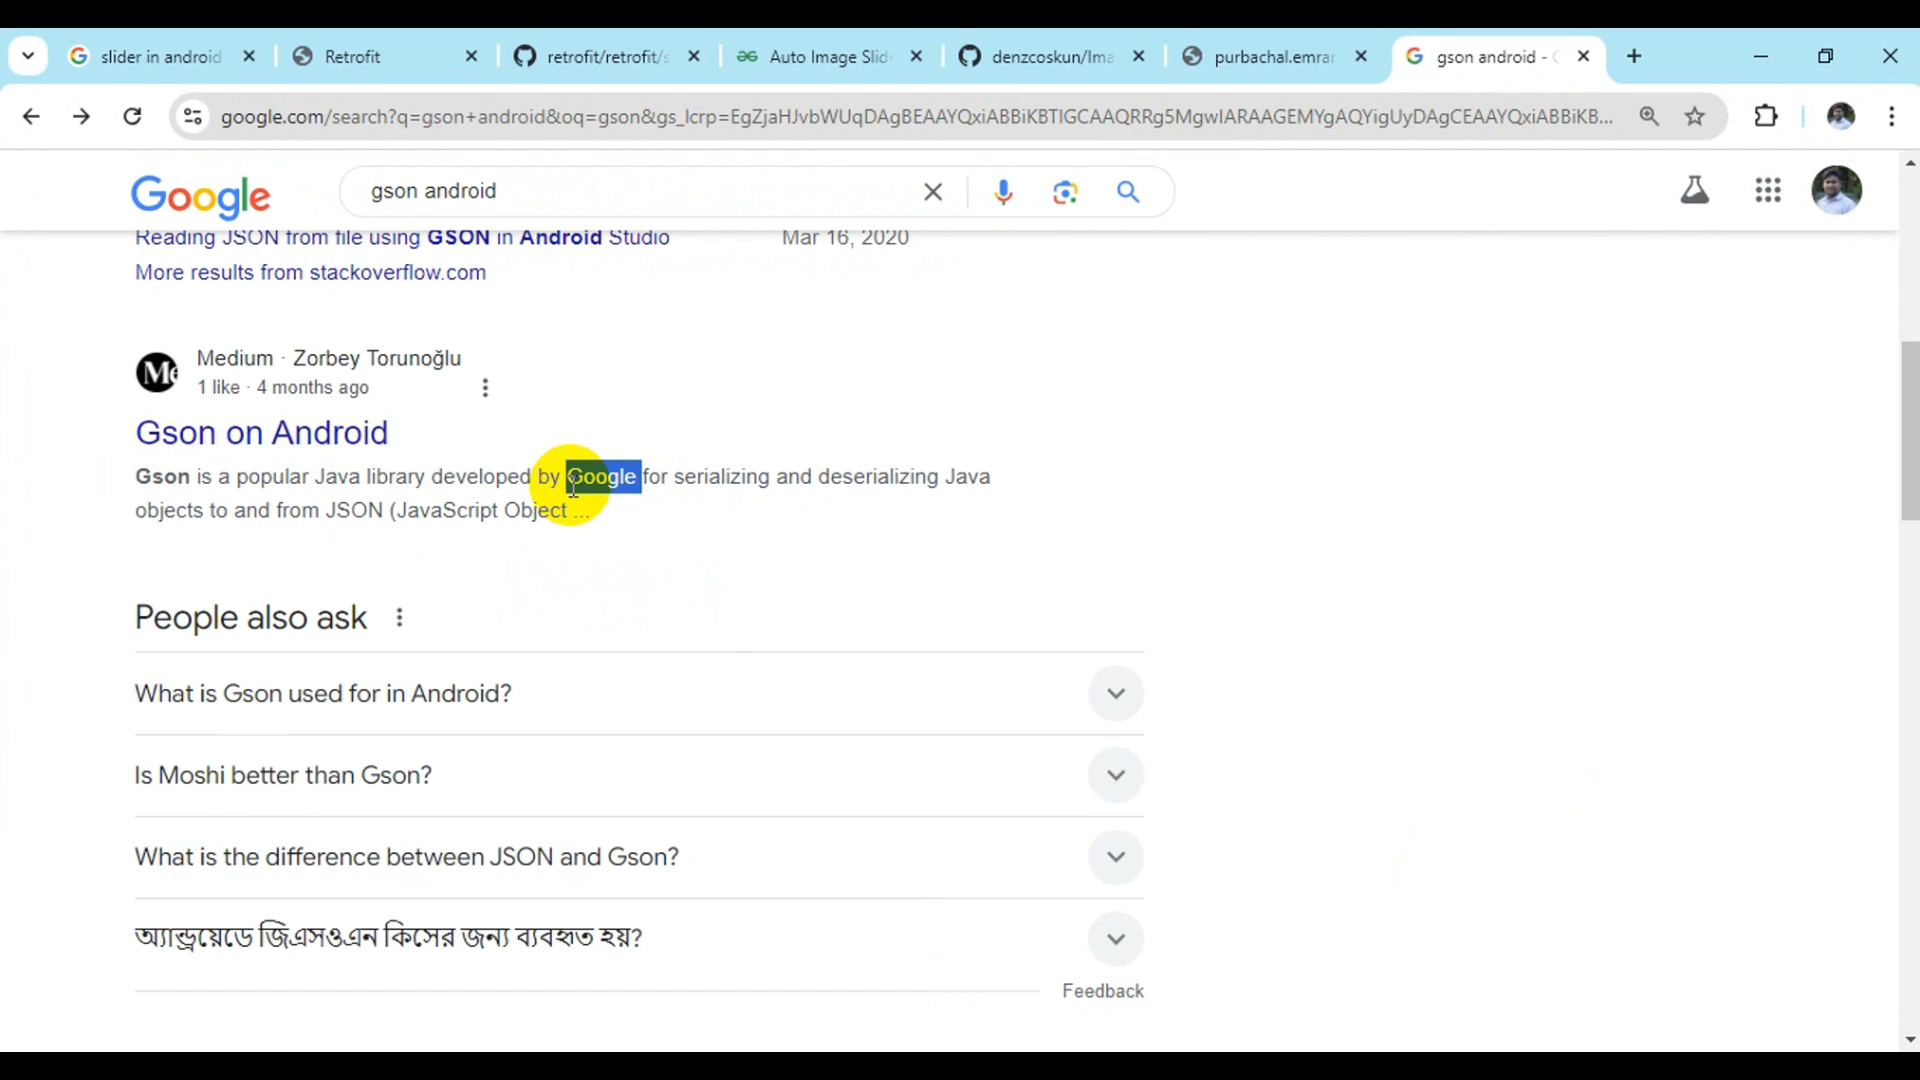 slider in android
Retrofit
retrofit/retrofit/s
Auto Image Slid
denzcoskun/Ima
purbachal.emrar
gson android -
google.com/search?q=gson+android&oq=gson&gs_lcrp=EgZjaHJvbWUqDAgBEAAYQxiABBiKBTIGCAAQRRg5MgwIARAAGEMYgAQYigUyDAgCEAAYQxiABBiKB...
Google
gson android
Reading JSON from file using GSON in Android Studio
Mar 16, 2020
More results from stackoverflow.com
Medium · Zorbey Torunoğlu
1 like · 4 months ago
Gson on Android
Gson is a popular Java library developed by Google for serializing and deserializing Java
objects to and from JSON (JavaScript Object ...
People also ask
What is Gson used for in Android?
Is Moshi better than Gson?
What is the difference between JSON and Gson?
অ্যান্ড্রয়েডে জিএসওএন কিসের জন্য ব্যবহৃত হয়?
Feedback